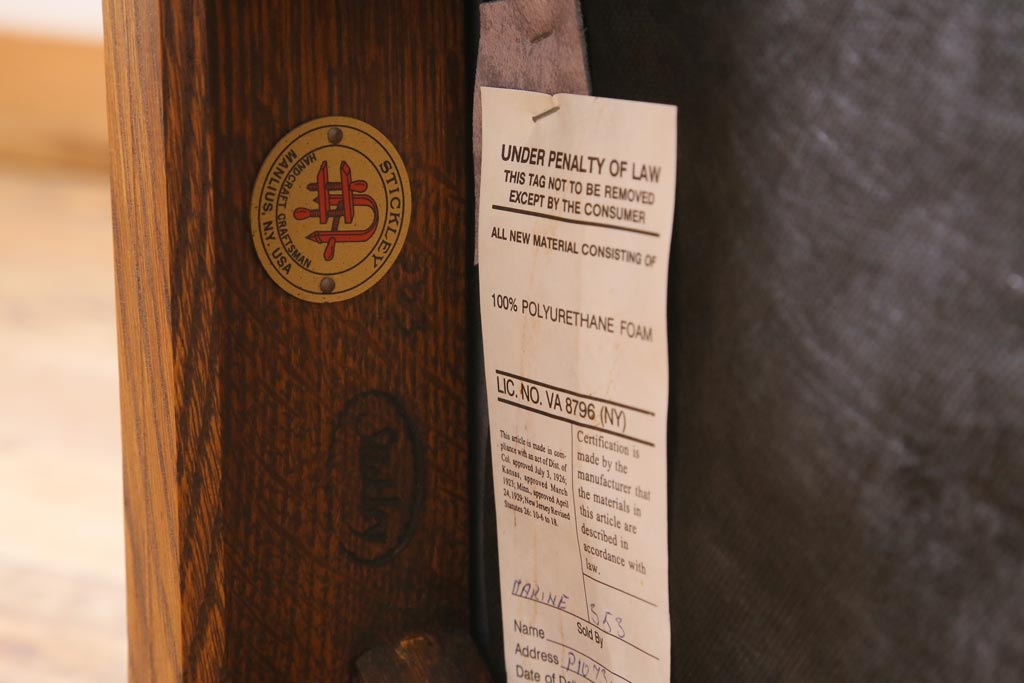 STICKLEY
HANDCRAFT CRAFTSMAN
MANLIUS, N.Y. USA
UNDER PENALTY OF LAW
THIS TAG NOT TO BE REMOVED
EXCEPT BY THE CONSUMER
ALL NEW MATERIAL CONSISTING OF
100% POLYURETHANE FOAM
LIC. NO. VA 8796 (NY)
This article is made in com-
pliance with an act of Dist. of
Col. approved July 3, 1926;
Kansas, approved March
1923; Minn., approved April
24, 1929; New Jersey Revised
Statutes 26: 10-6 to 18.
Certification is
made by the
manufacturer that
the materials in
this article are
described in
accordance with
law.
353
Sold By
Name
Address
Date of